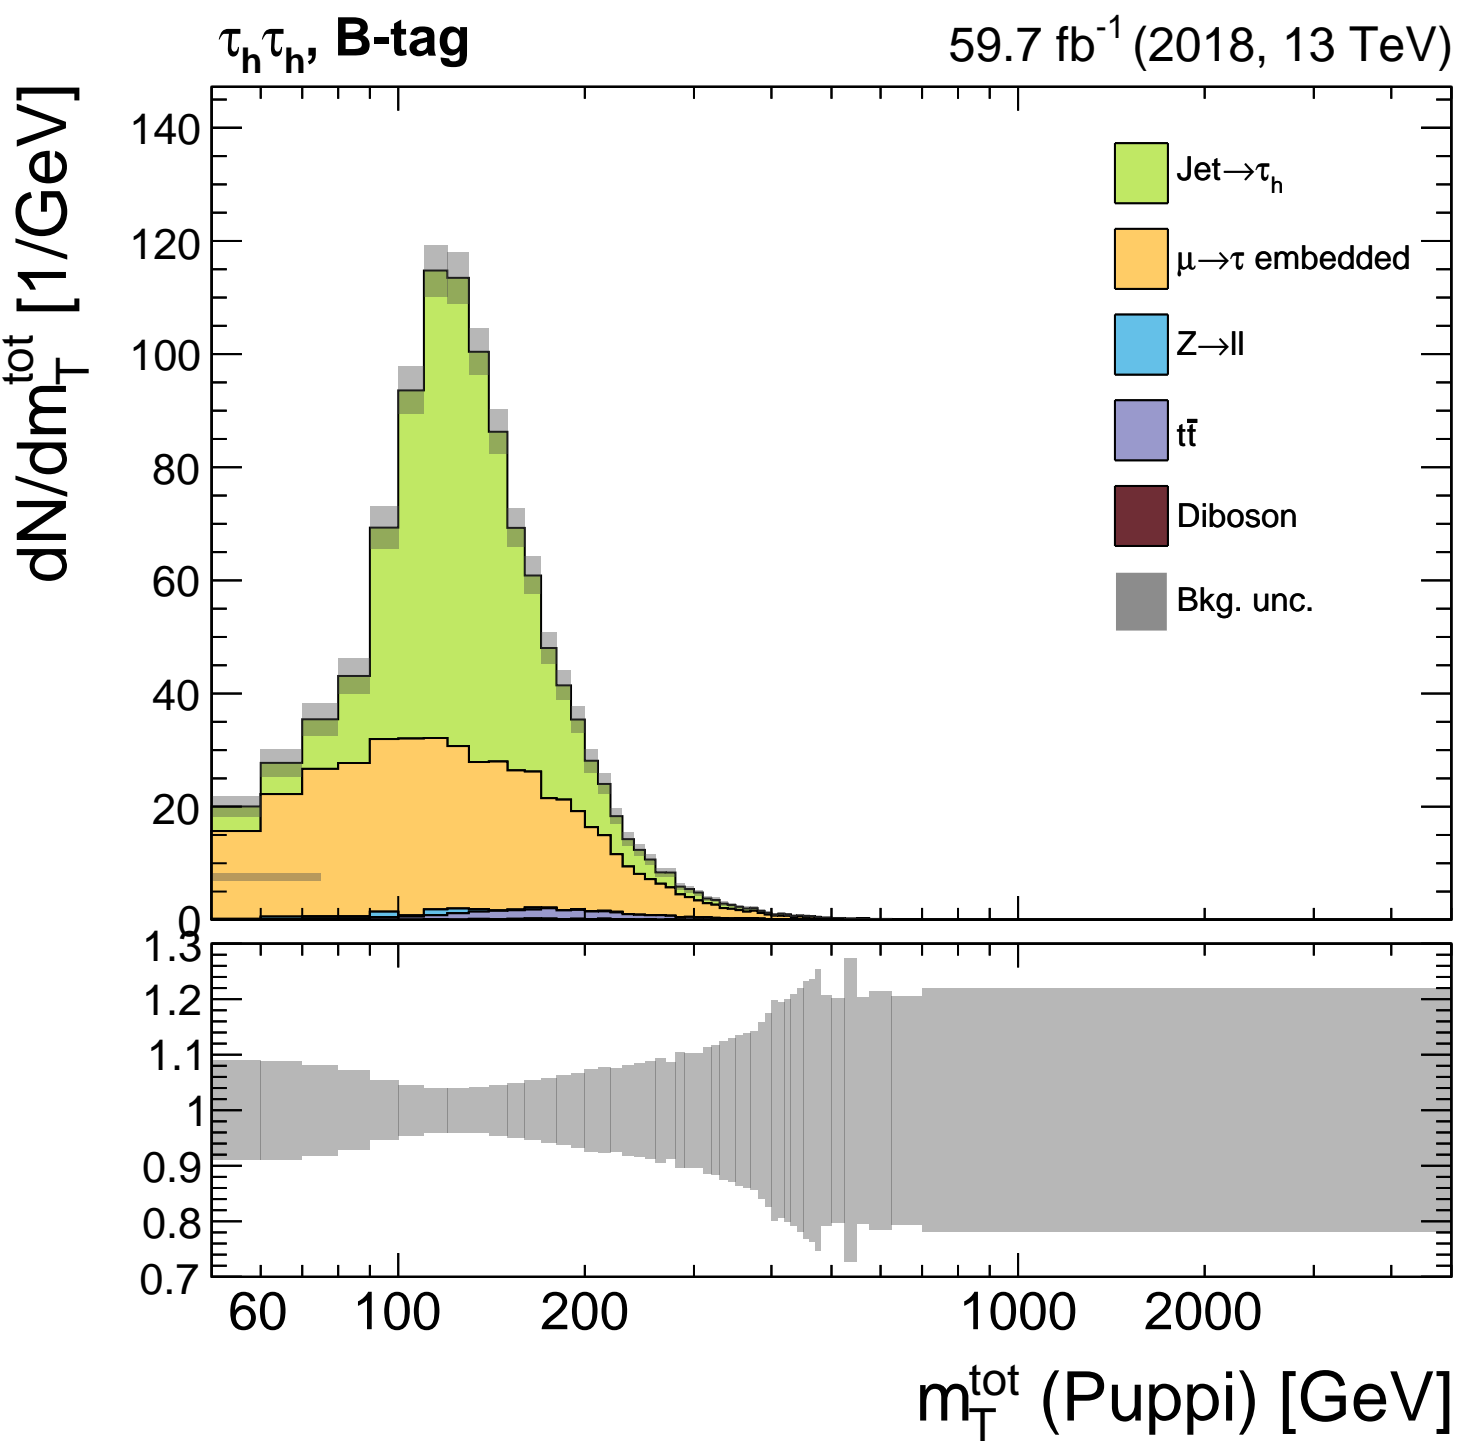 τhτh, B-tag
59.7 fb-1 (2018, 13 TeV)
dN/dmTtot [1/GeV]
140
120
100
80
60
40
20
0
Jet→τh
μ→τ embedded
Z→ll
tt̄
Diboson
Bkg. unc.
1.3
1.2
1.1
1
0.9
0.8
0.7
60 100 200 1000 2000
mTtot (Puppi) [GeV]